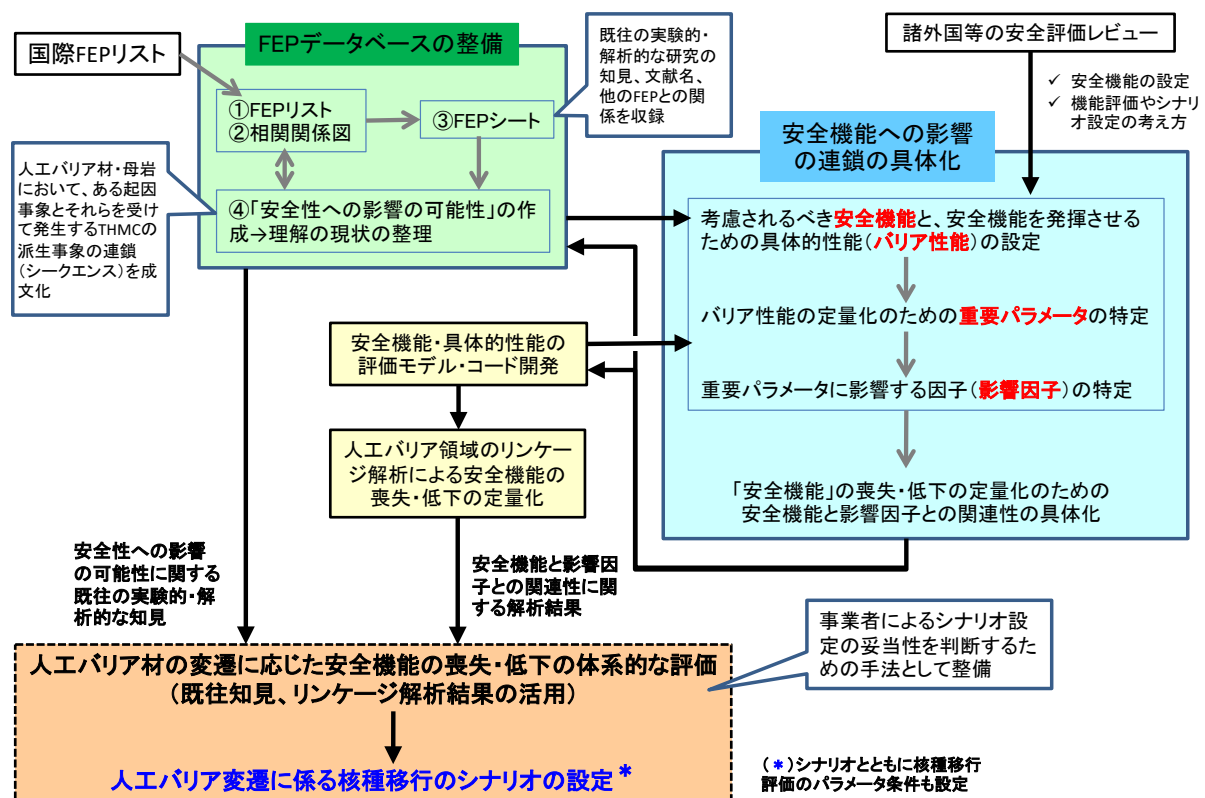 国際FEPリスト
FEPデータベースの整備
①FEPリスト
②相関関係図
③FEPシート
既往の実験的・
解析的な研究の
知見、文献名、
他のFEPとの関
係を収録
人工バリア材・母岩
において、ある起因
事象とそれらを受け
て発生するTHMCの
派生事象の連鎖
(シークエンス)を成
文化
④「安全性への影響の可能性」の作
成→理解の現状の整理
諸外国等の安全評価レビュー
✓ 安全機能の設定
✓ 機能評価やシナリ
オ設定の考え方
安全機能への影響
の連鎖の具体化
考慮されるべき安全機能と、安全機能を発揮させる
ための具体的性能(バリア性能)の設定
バリア性能の定量化のための重要パラメータの特定
重要パラメータに影響する因子(影響因子)の特定
「安全機能」の喪失・低下の定量化のための
安全機能と影響因子との関連性の具体化
安全機能・具体的性能の
評価モデル・コード開発
人工バリア領域のリンケー
ジ解析による安全機能の
喪失・低下の定量化
安全性への影響
の可能性に関する
既往の実験的・解
析的な知見
安全機能と影響因
子との関連性に関
する解析結果
事業者によるシナリオ設
定の妥当性を判断するた
めの手法として整備
人工バリア材の変遷に応じた安全機能の喪失・低下の体系的な評価
(既往知見、リンケージ解析結果の活用)
人工バリア変遷に係る核種移行のシナリオの設定*
(*)シナリオとともに核種移行
評価のパラメータ条件も設定